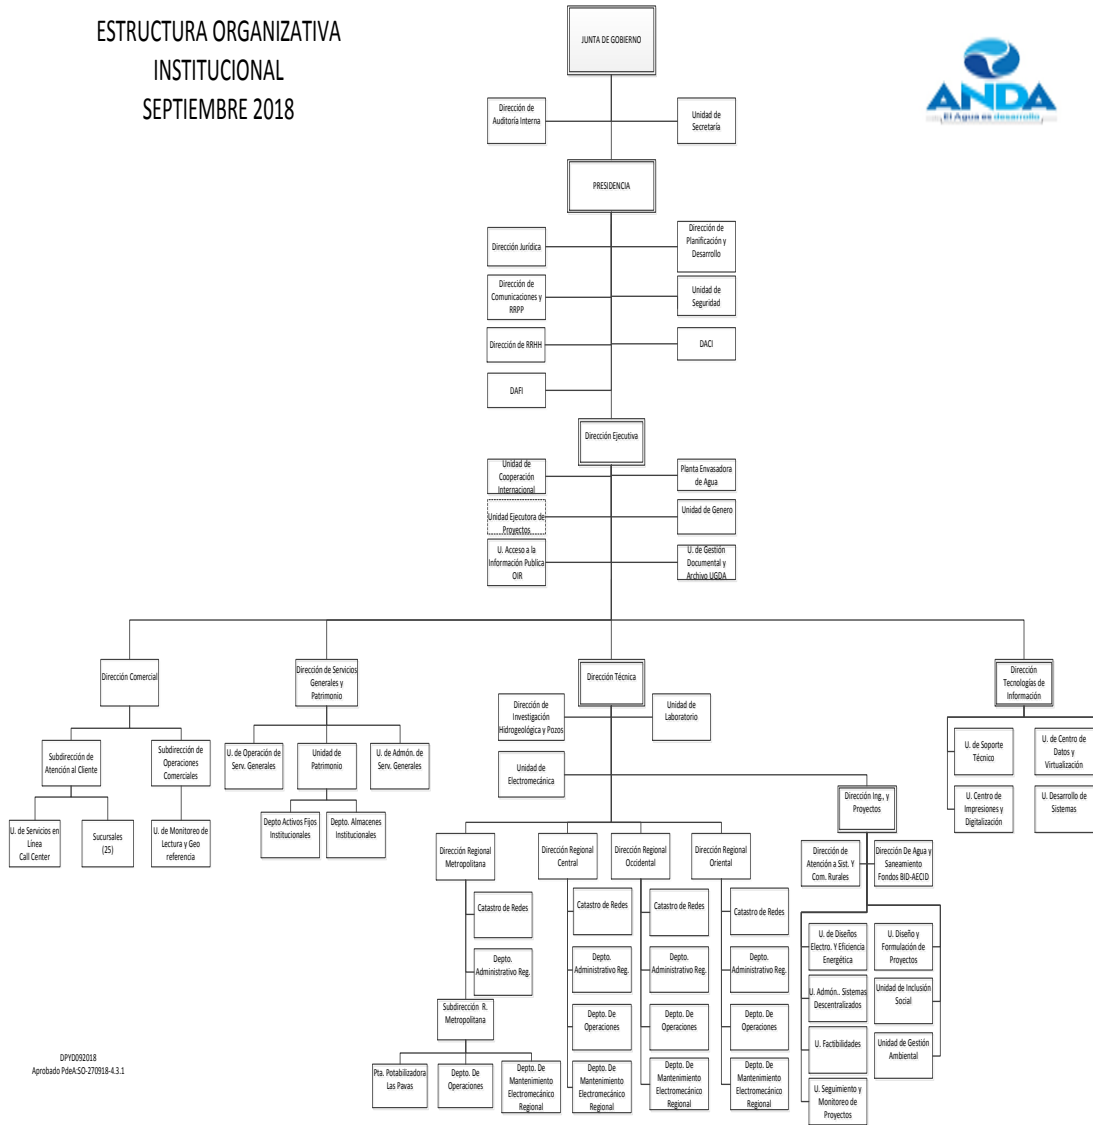 ESTRUCTURA ORGANIZATIVA
INSTITUCIONAL
SEPTIEMBRE 2018
JUNTA DE GOBIERNO
ANDA
El Agua es desarrollo
Dirección de
Auditoría Interna
Unidad de
Secretaría
PRESIDENCIA
Dirección Jurídica
Dirección de
Planificación y
Desarrollo
Dirección de
Comunicaciones y
RRPP
Unidad de
Seguridad
Dirección de RRHH
DACI
DAFI
Dirección Ejecutiva
Unidad de
Cooperación
Internacional
Planta Envasadora
de Agua
Unidad Ejecutora de
Proyectos
Unidad de Genero
U. Acceso a la
Información Publica
OIR
U. de Gestión
Documental y
Archivo UGDA
Dirección Comercial
Dirección de Servicios
Generales y
Patrimonio
Dirección Técnica
Dirección
Tecnologías de
Información
Dirección de
Investigación
Hidrogeológica y Pozos
Unidad de
Laboratorio
Subdirección de
Atención al Cliente
Subdirección de
Operaciones
Comerciales
U. de Operación de
Serv. Generales
Unidad de
Patrimonio
U. de Admón. de
Serv. Generales
Unidad de
Electromecánica
U. de Soporte
Técnico
U. de Centro de
Datos y
Virtualización
U. Centro de
Impresiones y
Digitalización
U. Desarrollo de
Sistemas
Dirección Ing., y
Proyectos
U. de Servicios en
Línea
Call Center
Sucursales
(25)
U. de Monitoreo de
Lectura y Geo
referencia
Depto Activos Fijos
Institucionales
Depto. Almacenes
Institucionales
Dirección Regional
Metropolitana
Dirección Regional
Central
Dirección Regional
Occidental
Dirección Regional
Oriental
Dirección de
Atención a Sist. Y
Com. Rurales
Dirección De Agua y
Saneamiento
Fondos BID-AECID
Catastro de Redes
Catastro de Redes
Catastro de Redes
Catastro de Redes
U. de Diseños
Electro. Y Eficiencia
Energética
U. Diseño y
Formulación de
Proyectos
Depto.
Administrativo Reg.
Depto.
Administrativo Reg.
Depto.
Administrativo Reg.
Depto.
Administrativo Reg.
U. Admón.. Sistemas
Descentralizados
Unidad de Inclusión
Social
Subdirección R.
Metropolitana
Depto. De
Operaciones
Depto. De
Operaciones
Depto. De
Operaciones
U. Factibilidades
Unidad de Gestión
Ambiental
Pta. Potabilizadora
Las Pavas
Depto. De
Operaciones
Depto. De
Mantenimiento
Electromecánico
Regional
Depto. De
Mantenimiento
Electromecánico
Regional
Depto. De
Mantenimiento
Electromecánico
Regional
Depto. De
Mantenimiento
Electromecánico
Regional
U. Seguimiento y
Monitoreo de
Proyectos
DPYD092018
Aprobado PdeA:SO-270918-4.3.1